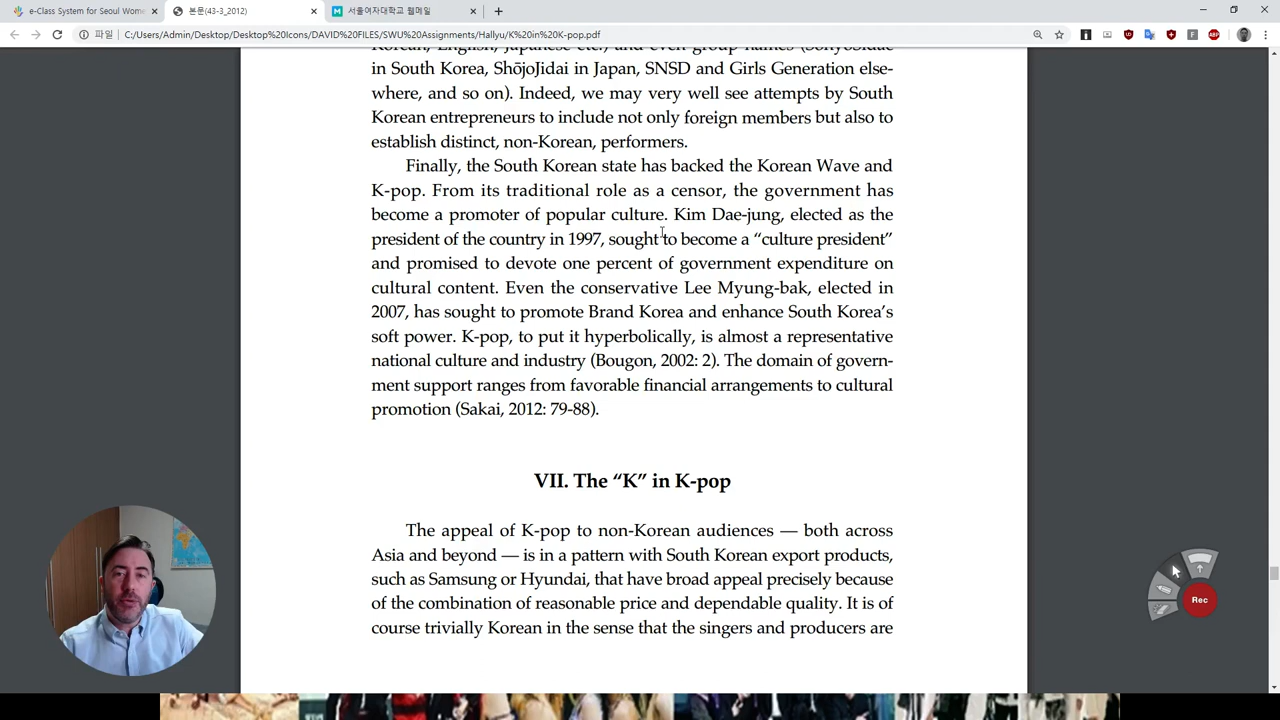 e-Class System for Seoul Wome
본문(43-3_2012)
서울여자대학교 웹메일
파일
C:/Users/Admin/Desktop/Desktop%20Icons/DAVID%20FILES/SWU%20Assignments/Hallyu/K%20in%20K-pop.pdf
Korean, English, Japanese etc.) and even group names (SonyoSidae
in South Korea, ShōjoJidai in Japan, SNSD and Girls Generation else-
where, and so on). Indeed, we may very well see attempts by South
Korean entrepreneurs to include not only foreign members but also to
establish distinct, non-Korean, performers.
Finally, the South Korean state has backed the Korean Wave and
K-pop. From its traditional role as a censor, the government has
become a promoter of popular culture. Kim Dae-jung, elected as the
president of the country in 1997, sought to become a “culture president”
and promised to devote one percent of government expenditure on
cultural content. Even the conservative Lee Myung-bak, elected in
2007, has sought to promote Brand Korea and enhance South Korea’s
soft power. K-pop, to put it hyperbolically, is almost a representative
national culture and industry (Bougon, 2002: 2). The domain of govern-
ment support ranges from favorable financial arrangements to cultural
promotion (Sakai, 2012: 79-88).
VII. The “K” in K-pop
The appeal of K-pop to non-Korean audiences — both across
Asia and beyond — is in a pattern with South Korean export products,
such as Samsung or Hyundai, that have broad appeal precisely because
of the combination of reasonable price and dependable quality. It is of
course trivially Korean in the sense that the singers and producers are
Rec